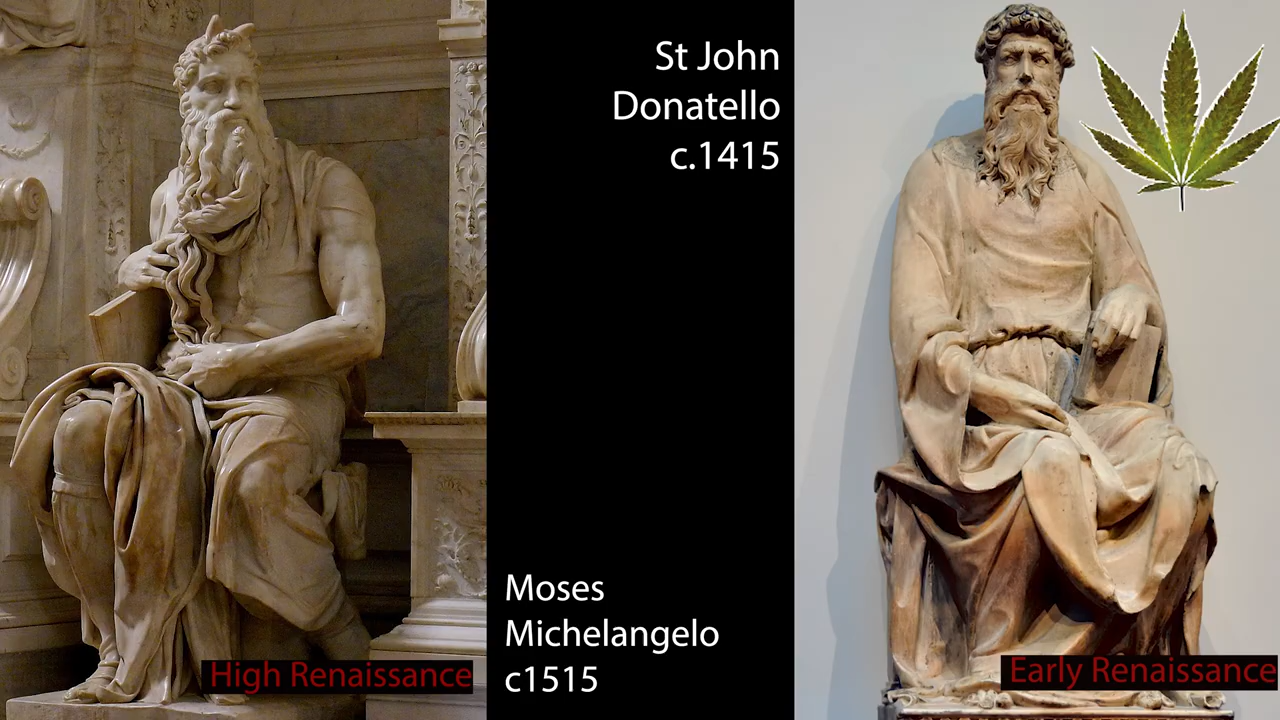 St John
Donatello
c.1415
Moses
Michelangelo
c1515
High Renaissance
Early Renaissance